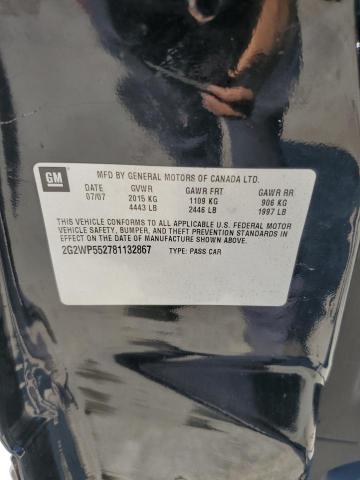 GM MFD BY GENERAL MOTORS OF CANADA LTD.
DATE GVWR GAWR FRT GAWR RR
07/07 2015 KG 1109 KG 906 KG
4443 LB 2446 LB 1997 LB
THIS VEHICLE CONFORMS TO ALL APPLICABLE U.S. FEDERAL MOTOR
VEHICLE SAFETY, BUMPER, AND THEFT PREVENTION STANDARDS IN
EFFECT ON THE DATE OF MANUFACTURE SHOWN ABOVE.
2G2WP552781132867 TYPE: PASS CAR